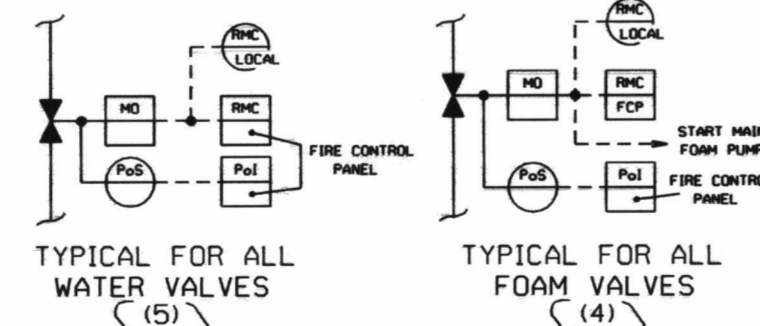 RMC
LOCAL
MO
RMC
FIRE CONTROL
PANEL
PoS
PoI
TYPICAL FOR ALL
WATER VALVES
(5)
RMC
LOCAL
MO
RMC
FCP
START MAIN
FOAM PUMP
PoS
PoI
FIRE CONTRO
PANEL
TYPICAL FOR ALL
FOAM VALVES
(4)